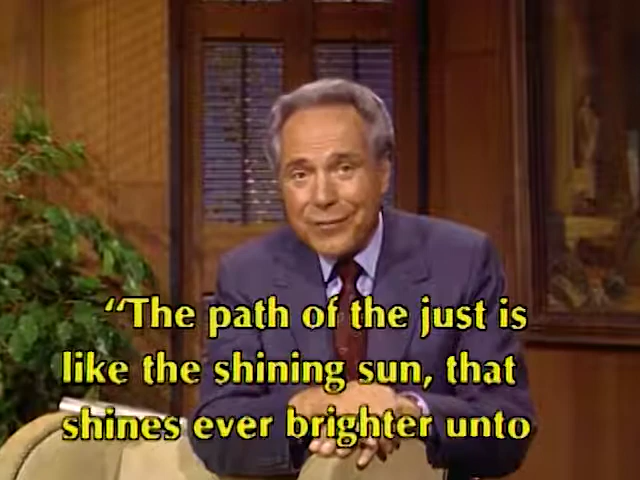 “The path of the just is
like the shining sun, that
shines ever brighter unto